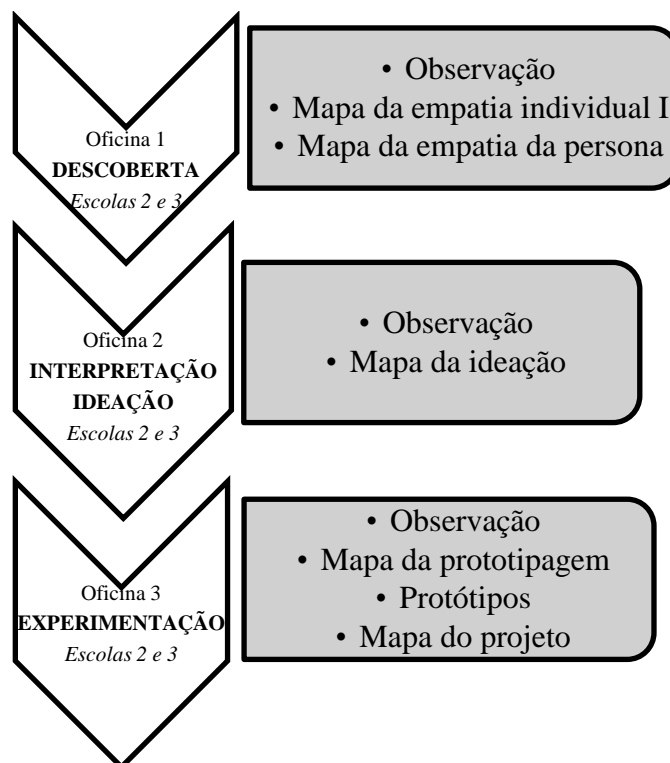 Oficina 1
DESCOBERTA
Escolas 2 e 3
• Observação
• Mapa da empatia individual I
• Mapa da empatia da persona
Oficina 2
INTERPRETAÇÃO
IDEAÇÃO
Escolas 2 e 3
• Observação
• Mapa da ideação
Oficina 3
EXPERIMENTAÇÃO
Escolas 2 e 3
• Observação
• Mapa da prototipagem
• Protótipos
• Mapa do projeto